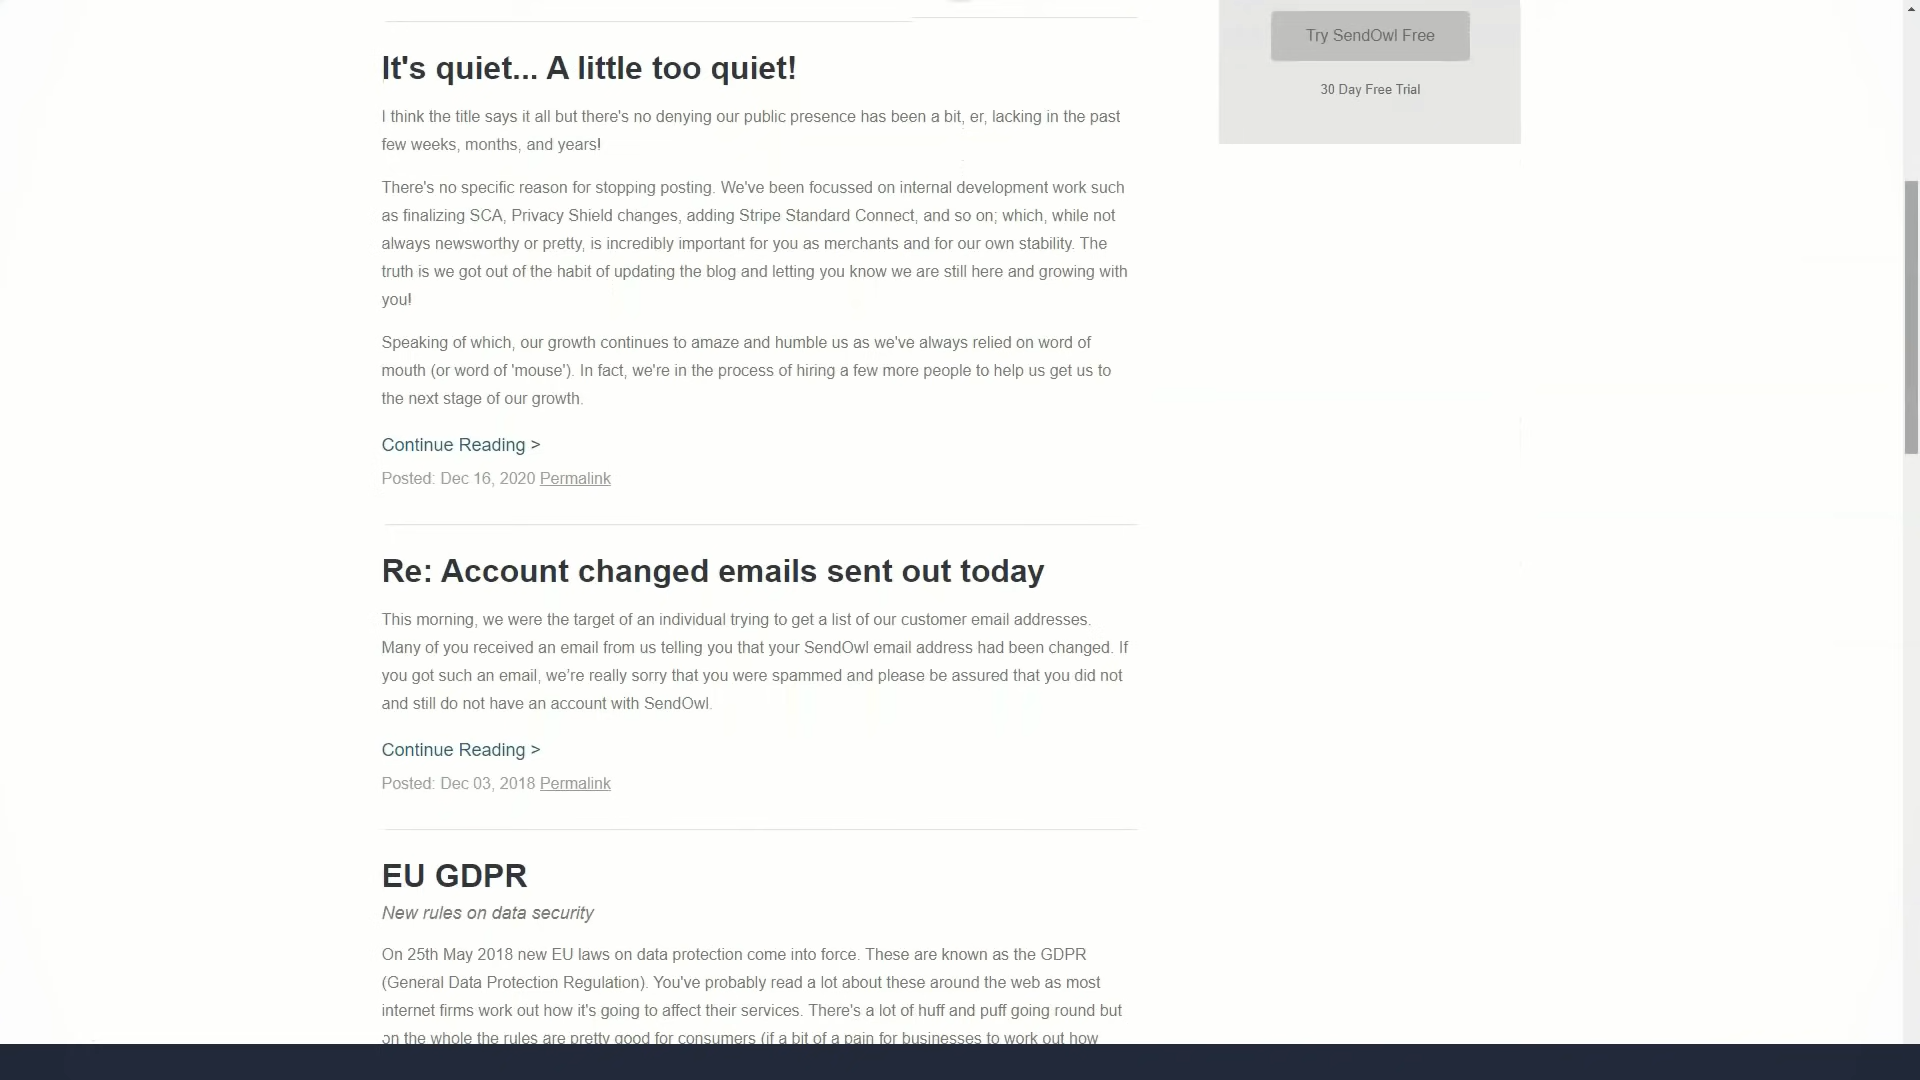 It's quiet... A little too quiet!
I think the title says it all but there's no denying our public presence has been a bit, er, lacking in the past
few weeks, months, and years!
There's no specific reason for stopping posting. We've been focussed on internal development work such
as finalizing SCA, Privacy Shield changes, adding Stripe Standard Connect, and so on; which, while not
always newsworthy or pretty, is incredibly important for you as merchants and for our own stability. The
truth is we got out of the habit of updating the blog and letting you know we are still here and growing with
you!
Speaking of which, our growth continues to amaze and humble us as we've always relied on word of
mouth (or word of 'mouse'). In fact, we're in the process of hiring a few more people to help us get us to
the next stage of our growth.
Continue Reading >
Posted: Dec 16, 2020 Permalink
Re: Account changed emails sent out today
This morning, we were the target of an individual trying to get a list of our customer email addresses.
Many of you received an email from us telling you that your SendOwl email address had been changed. If
you got such an email, we’re really sorry that you were spammed and please be assured that you did not
and still do not have an account with SendOwl.
Continue Reading >
Posted: Dec 03, 2018 Permalink
EU GDPR
New rules on data security
On 25th May 2018 new EU laws on data protection come into force. These are known as the GDPR
(General Data Protection Regulation). You've probably read a lot about these around the web as most
internet firms work out how it's going to affect their services. There's a lot of huff and puff going round but
on the whole the rules are pretty good for consumers (if a bit of a pain for businesses to work out how
Try SendOwl Free
30 Day Free Trial